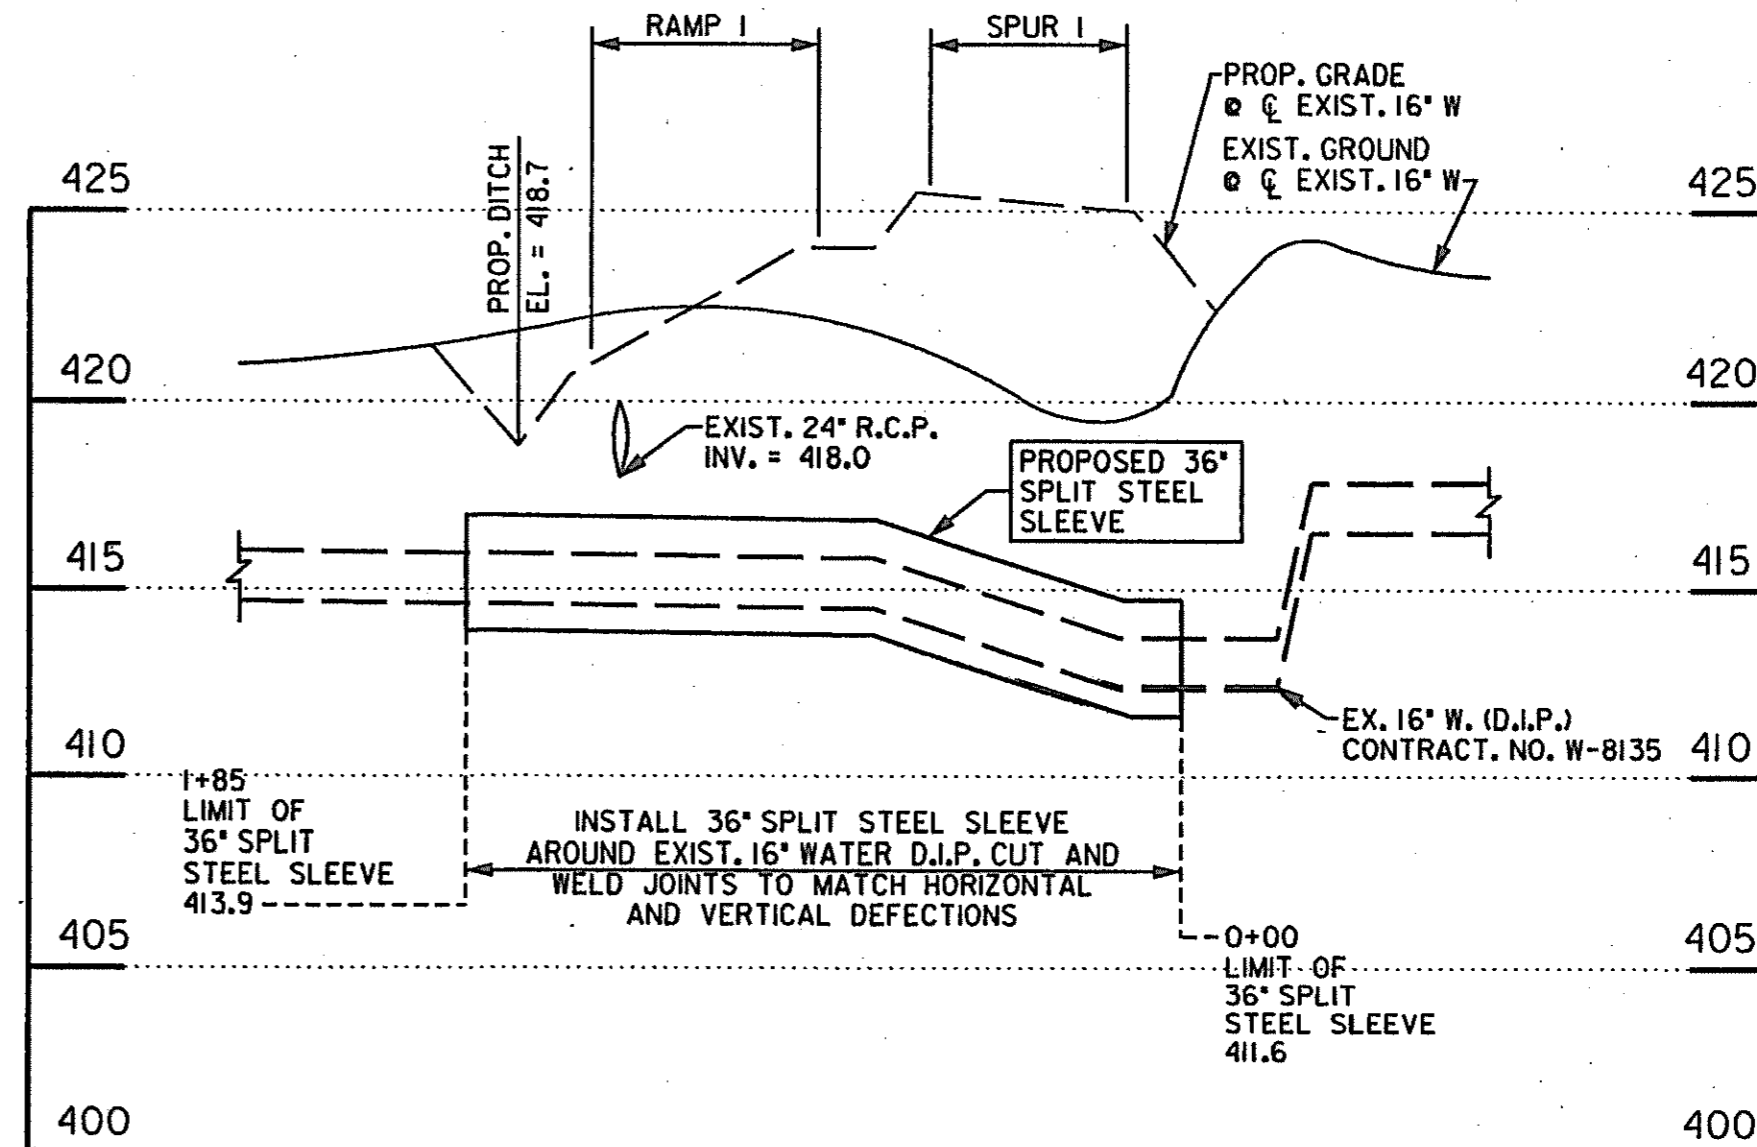 RAMP 1
SPUR 1
PROP. GRADE
@ ℄ EXIST. 16" W
EXIST. GROUND
@ ℄ EXIST. 16" W
PROP. DITCH
EL. = 418.7
425
425
420
420
EXIST. 24" R.C.P.
INV. = 418.0
PROPOSED 36"
SPLIT STEEL
SLEEVE
415
415
EX. 16" W. (D.I.P.)
CONTRACT. NO. W-8135
410
410
1+85
LIMIT OF
36" SPLIT
STEEL SLEEVE
413.9
INSTALL 36" SPLIT STEEL SLEEVE
AROUND EXIST. 16" WATER D.I.P. CUT AND
WELD JOINTS TO MATCH HORIZONTAL
AND VERTICAL DEFECTIONS
405
405
0+00
LIMIT OF
36" SPLIT
STEEL SLEEVE
411.6
400
400